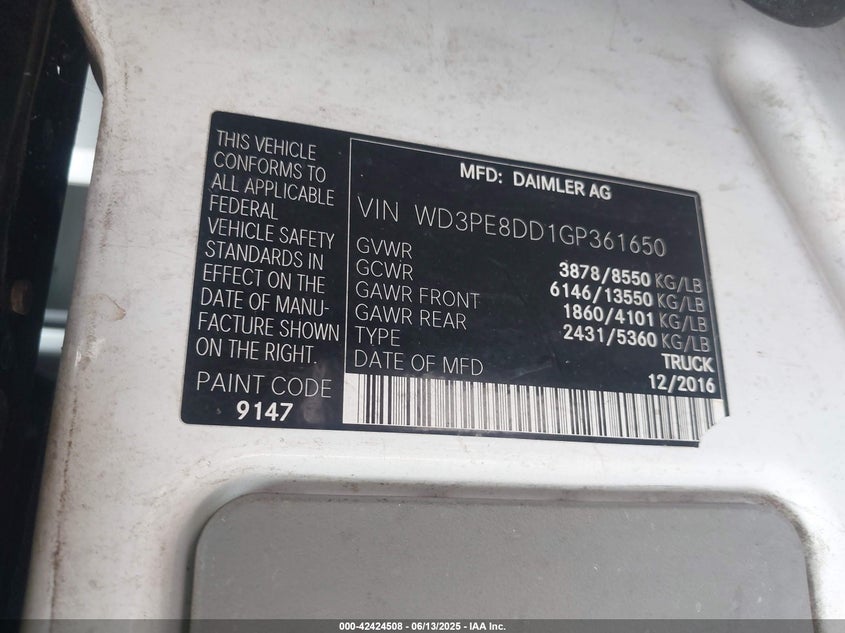 THIS VEHICLE
CONFORMS TO
ALL APPLICABLE
FEDERAL
VEHICLE SAFETY
STANDARDS IN
EFFECT ON THE
DATE OF MANU-
FACTURE SHOWN
ON THE RIGHT.
PAINT CODE
9147
MFD: DAIMLER AG
VIN WD3PE8DD1GP361650
GVWR 3878/8550 KG/LB
GCWR 6146/13550 KG/LB
GAWR FRONT 1860/4101 KG/LB
GAWR REAR 2431/5360 KG/LB
TYPE TRUCK
DATE OF MFD 12/2016
000-42424508 - 06/13/2025 - IAA Inc.